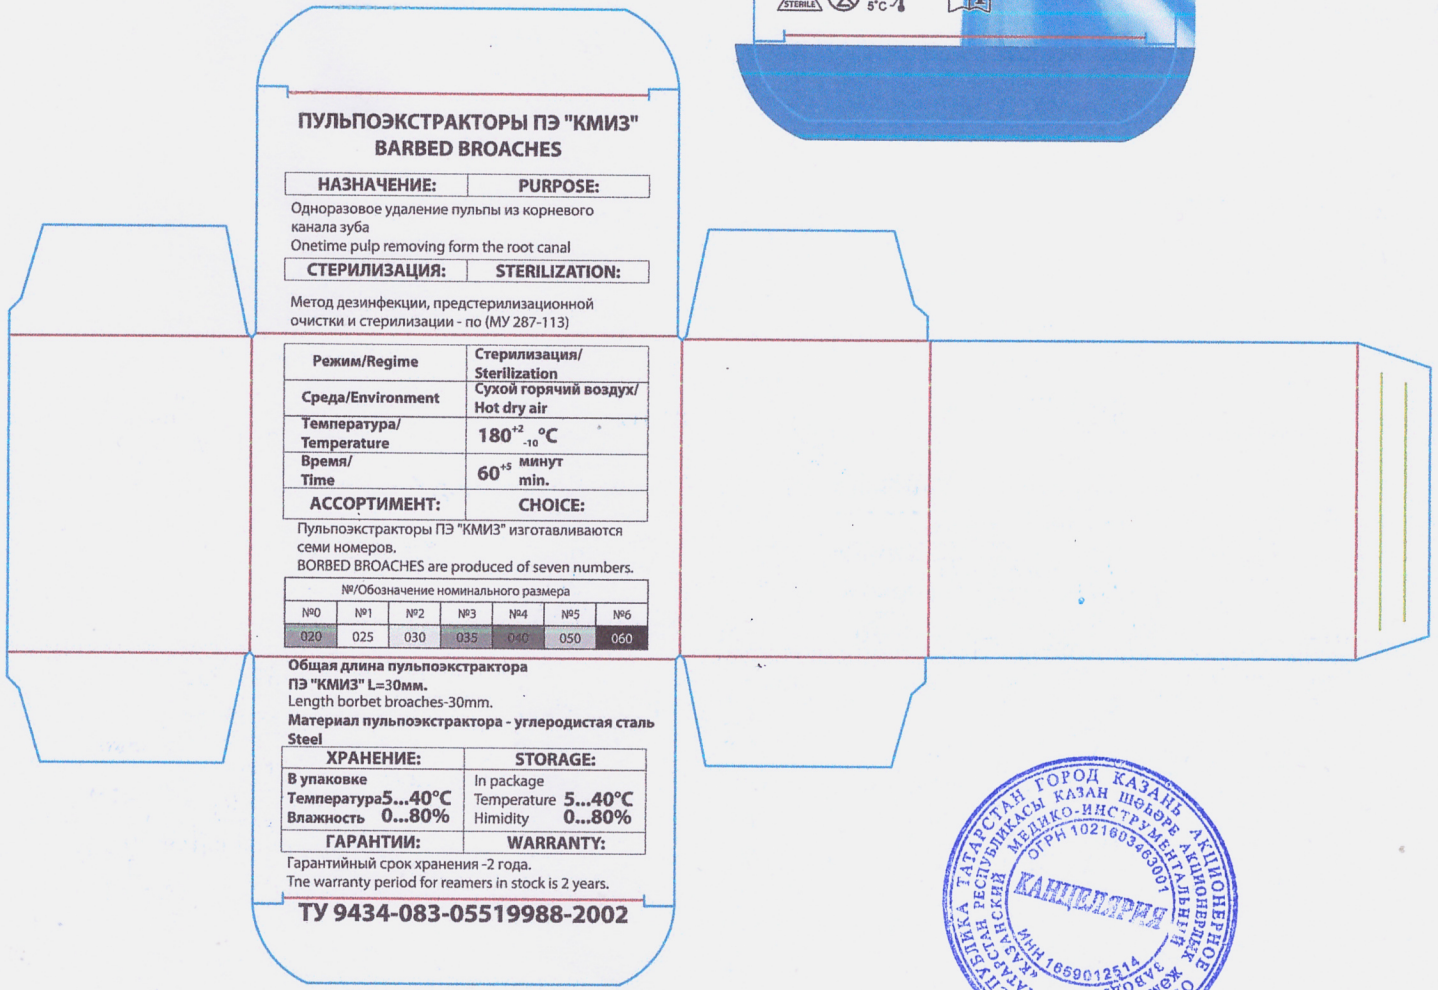 STERILE 2 5°C
ПУЛЬПОЭКСТРАКТОРЫ ПЭ "КМИЗ"
BARBED BROACHES
НАЗНАЧЕНИЕ: PURPOSE:
Одноразовое удаление пульпы из корневого
канала зуба
Onetime pulp removing form the root canal
СТЕРИЛИЗАЦИЯ: STERILIZATION:
Метод дезинфекции, предстерилизационной
очистки и стерилизации - по (МУ 287-113)
Режим/Regime Стерилизация/
Sterilization
Среда/Environment Сухой горячий воздух/
Hot dry air
Температура/
Temperature 180+2-10°C
Время/
Time 60+5 минут
min.
АССОРТИМЕНТ: CHOICE:
Пульпоэкстракторы ПЭ "КМИЗ" изготавливаются
семи номеров.
BORBED BROACHES are produced of seven numbers.
№/Обозначение номинального размера
№0 №1 №2 №3 №4 №5 №6
020 025 030 035 040 050 060
Общая длина пульпоэкстрактора
ПЭ "КМИЗ" L=30мм.
Length borbet broaches-30mm.
Материал пульпоэкстрактора - углеродистая сталь
Steel
ХРАНЕНИЕ: STORAGE:
В упаковке In package
Температура5...40°C Temperature 5...40°C
Влажность 0...80% Himidity 0...80%
ГАРАНТИИ: WARRANTY:
Гарантийный срок хранения -2 года.
Tne warranty period for reamers in stock is 2 years.
ТУ 9434-083-05519988-2002
ТАТАРСТАН ГОРОД КАЗАНЬ АКЦИОНЕРНОЕ
ТАТАРСТАН РЕСПУБЛИКАСЫ КАЗАН ШӘҺӘРЕ АКЦИОНЕРЛЫК
«КАЗАНСКИЙ МЕДИКО-ИНСТРУМЕНТАЛЬНЫЙ ЗАВОД
ОГРН 1021603463001
КАНЦЕЛЯРИЯ
ИНН 1659012514